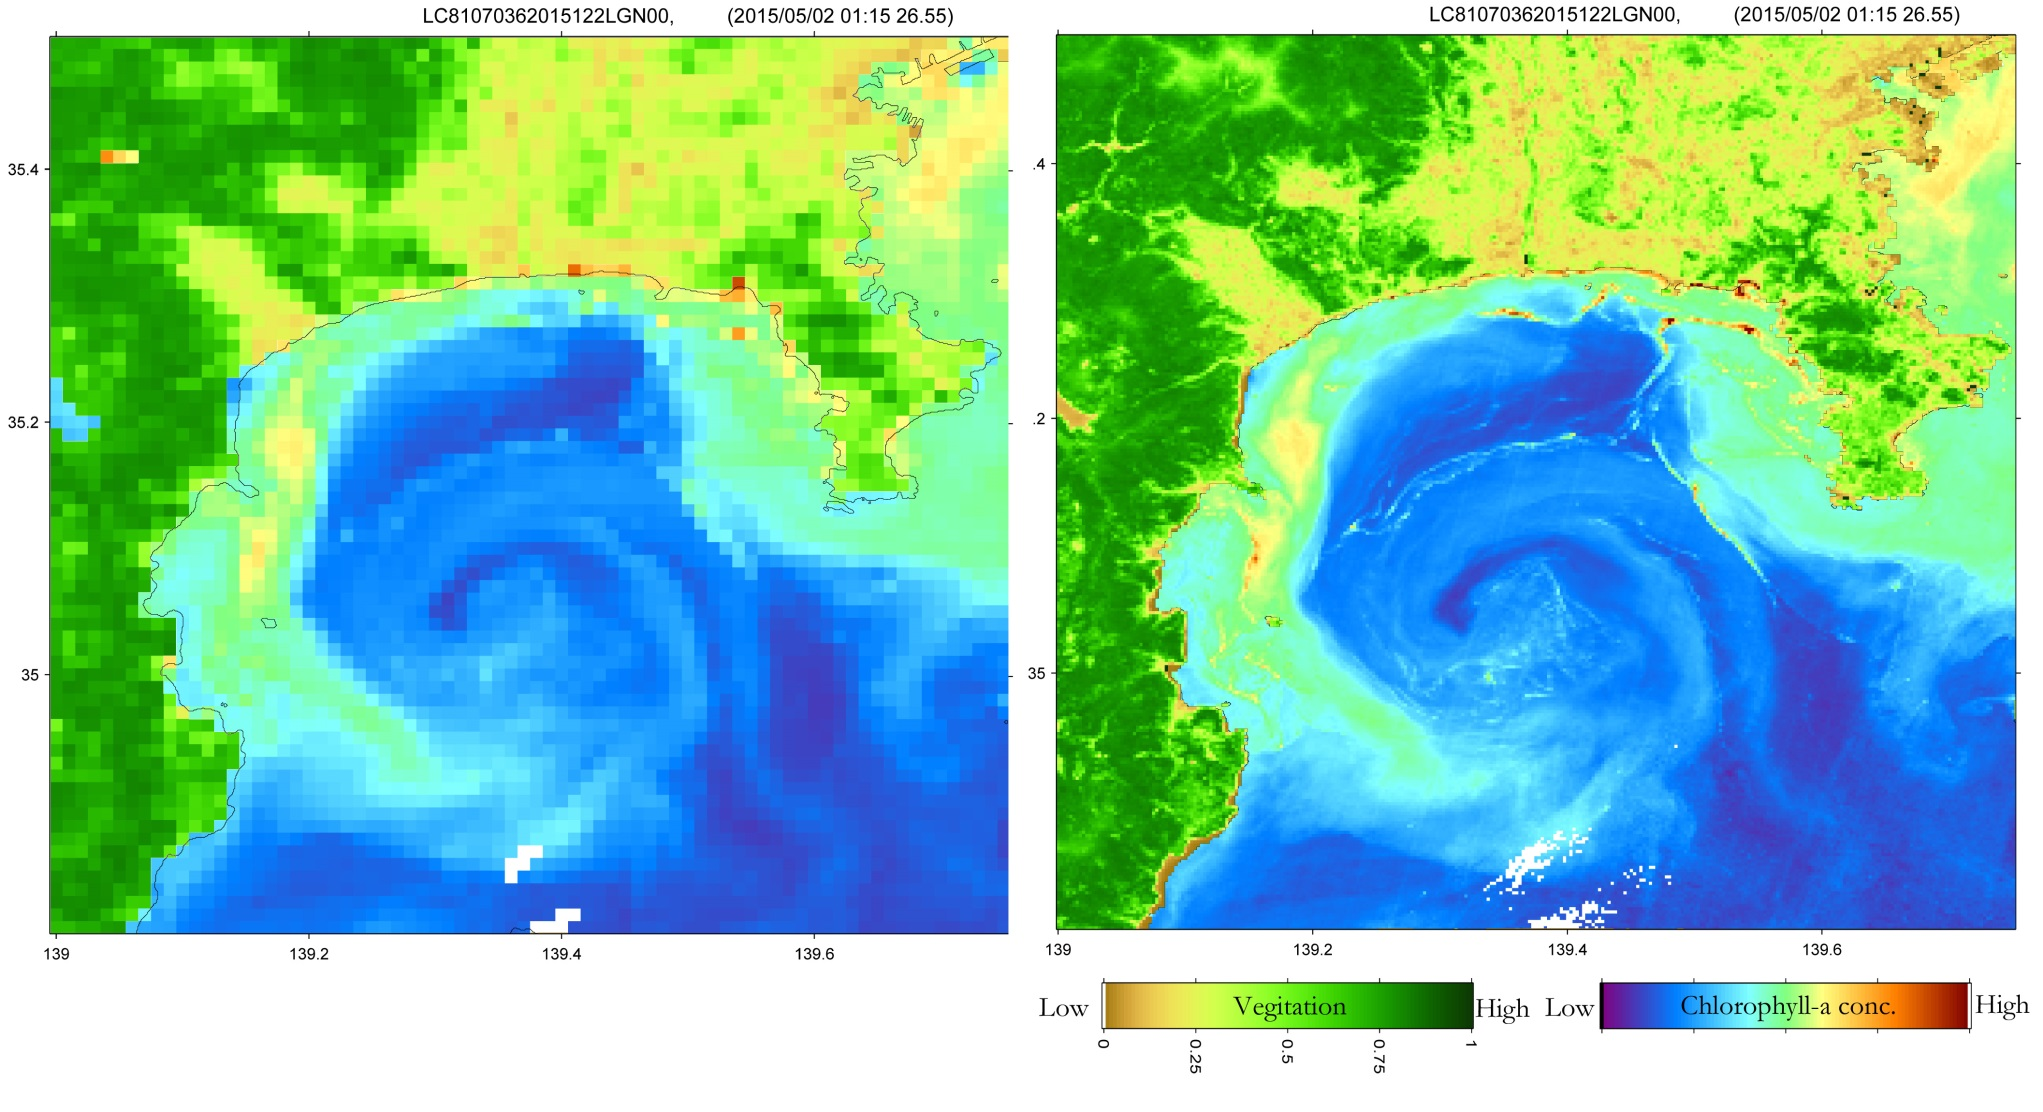 LC81070362015122LGN00, (2015/05/02 01:15 26.55)
LC81070362015122LGN00, (2015/05/02 01:15 26.55)
35.4
35.2
35
139 139.2 139.4 139.6
.4
.2
35
139 139.2 139.4 139.6
Low Vegitation High
0 0.25 0.5 0.75 1
Low Chlorophyll-a conc. High